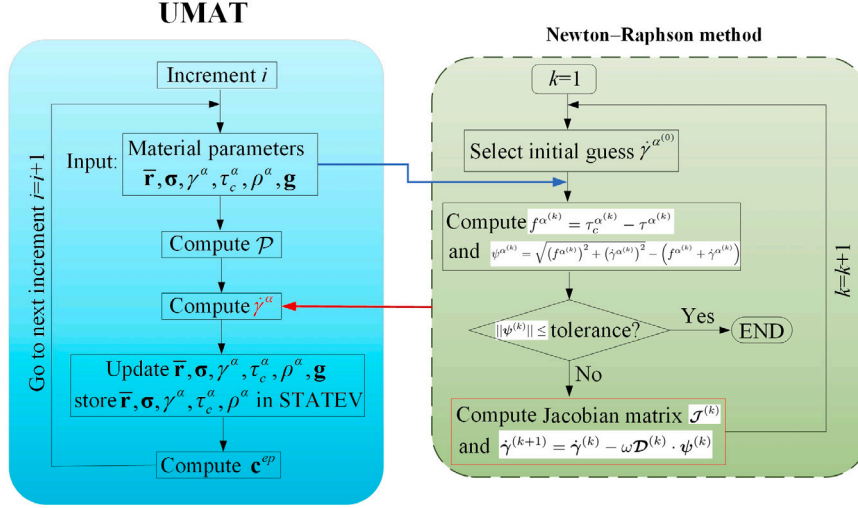 UMAT
Increment i
Input:
Material parameters
r̅, σ, γ^α, τ_c^α, ρ^α, g
Compute 𝒫
Compute γ̇^α
Update r̅, σ, γ^α, τ_c^α, ρ^α, g
store r̅, σ, γ^α, τ_c^α, ρ^α in STATEV
Compute c^ep
Go to next increment i=i+1
Newton–Raphson method
k=1
Select initial guess γ̇^α^(0)
Compute f^α^(k) = τ_c^α^(k) − τ^α^(k)
and ψ^α^(k) = √((f^α^(k))² + (γ̇^α^(k))²) − (f^α^(k) + γ̇^α^(k))
||ψ^(k)|| ≤ tolerance?
Yes
END
No
Compute Jacobian matrix 𝒥^(k)
and γ̇^(k+1) = γ̇^(k) − ω𝓓^(k) · ψ^(k)
k=k+1